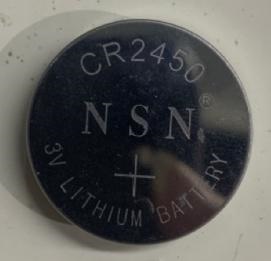 CR2450
NSN®
+
3V LITHIUM BATTERY